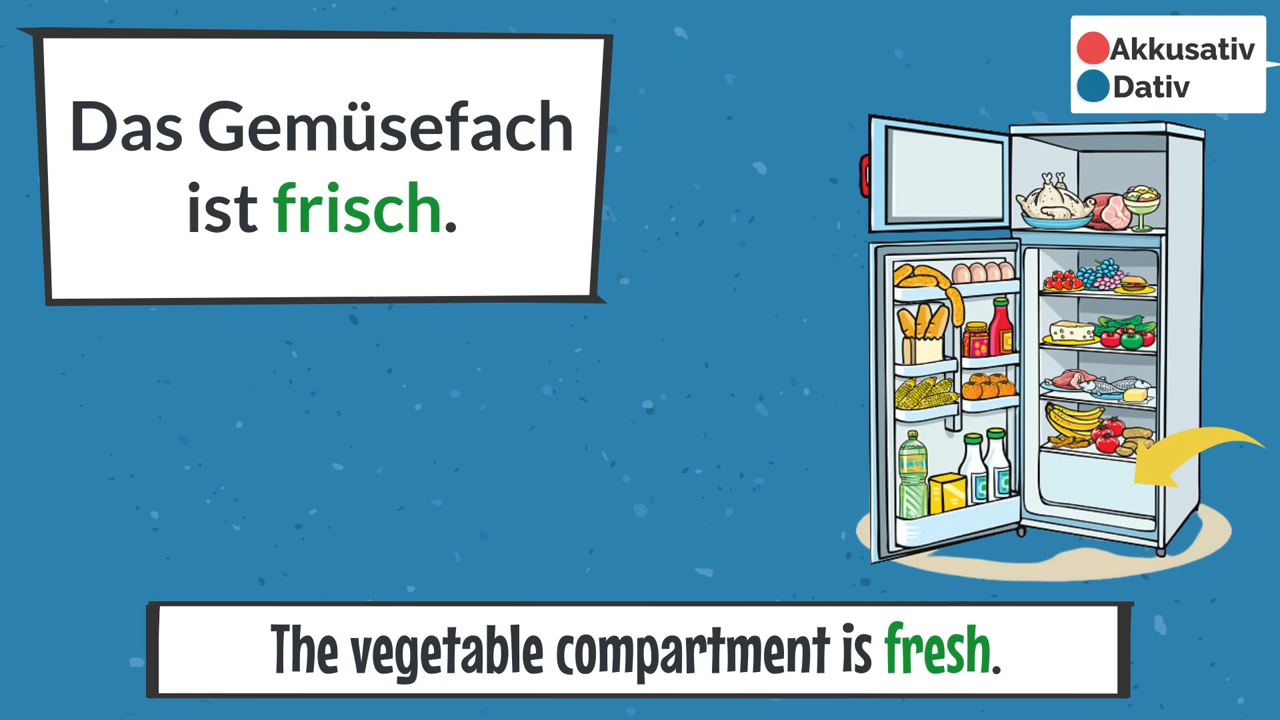 Das Gemüsefach
ist frisch.
Akkusativ
Dativ
The vegetable compartment is fresh.